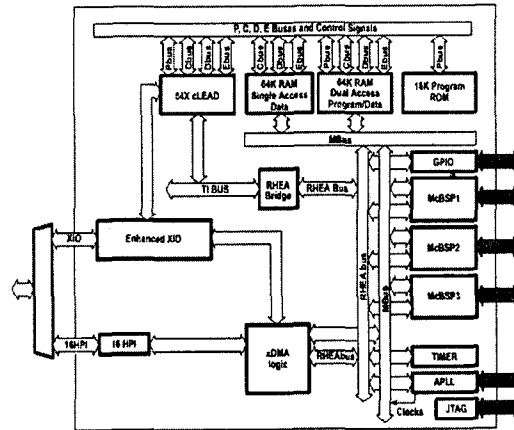 P, C, D, E Buses and Control Signals
Pbus
Cbus
Dbus
Ebus
Cbus
Dbus
Ebus
Pbus
Cbus
Dbus
Ebus
Pbus
54X cLEAD
64K RAM
Single Access
Data
64K RAM
Dual Access
Program/Data
16K Program
ROM
MBus
GPIO
TI BUS
RHEA
Bridge
RHEA Bus
McBSP1
XIO
Enhanced XIO
McBSP2
RHEA bus
MBus
McBSP3
16HPI
16 HPI
xDMA
logic
RHEAbus
TIMER
APLL
Clocks
JTAG